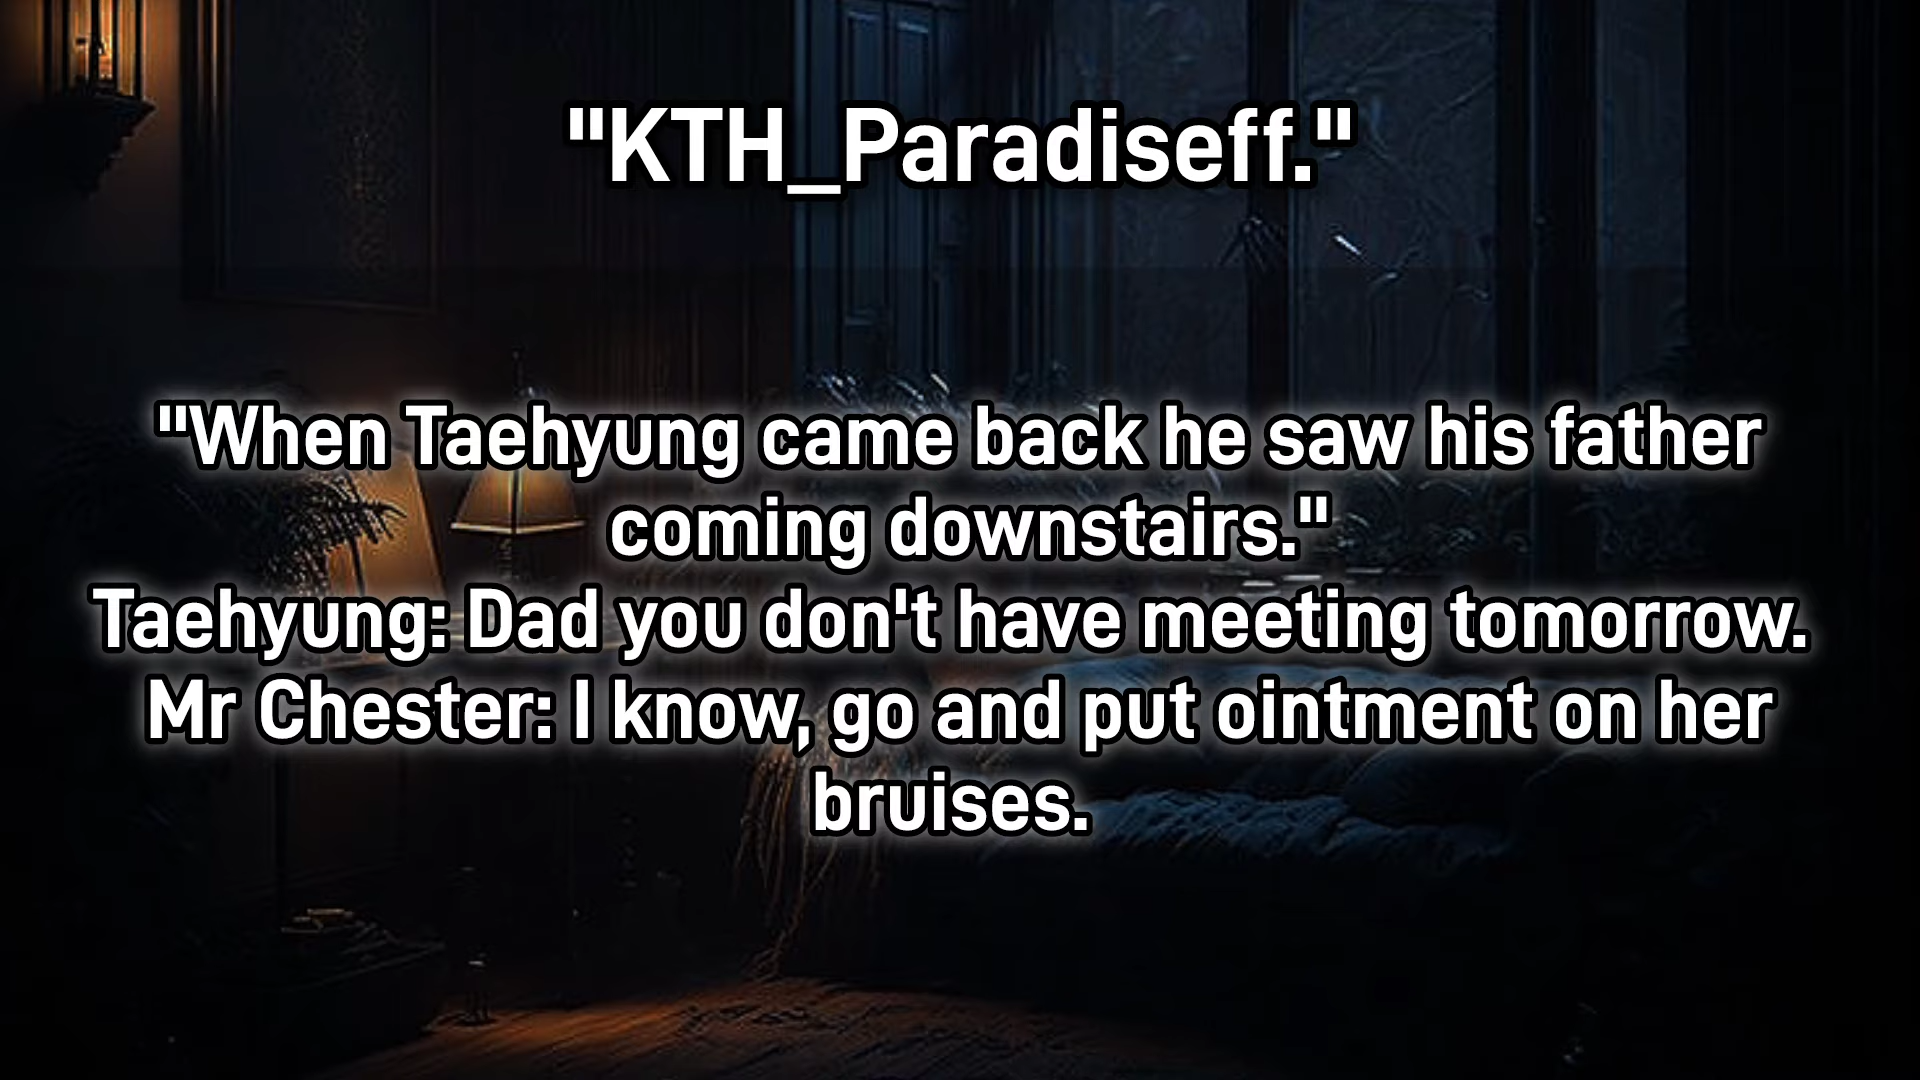 "KTH_Paradiseff."
"When Taehyung came back he saw his father
coming downstairs."
Taehyung: Dad you don't have meeting tomorrow.
Mr Chester: I know, go and put ointment on her
bruises.